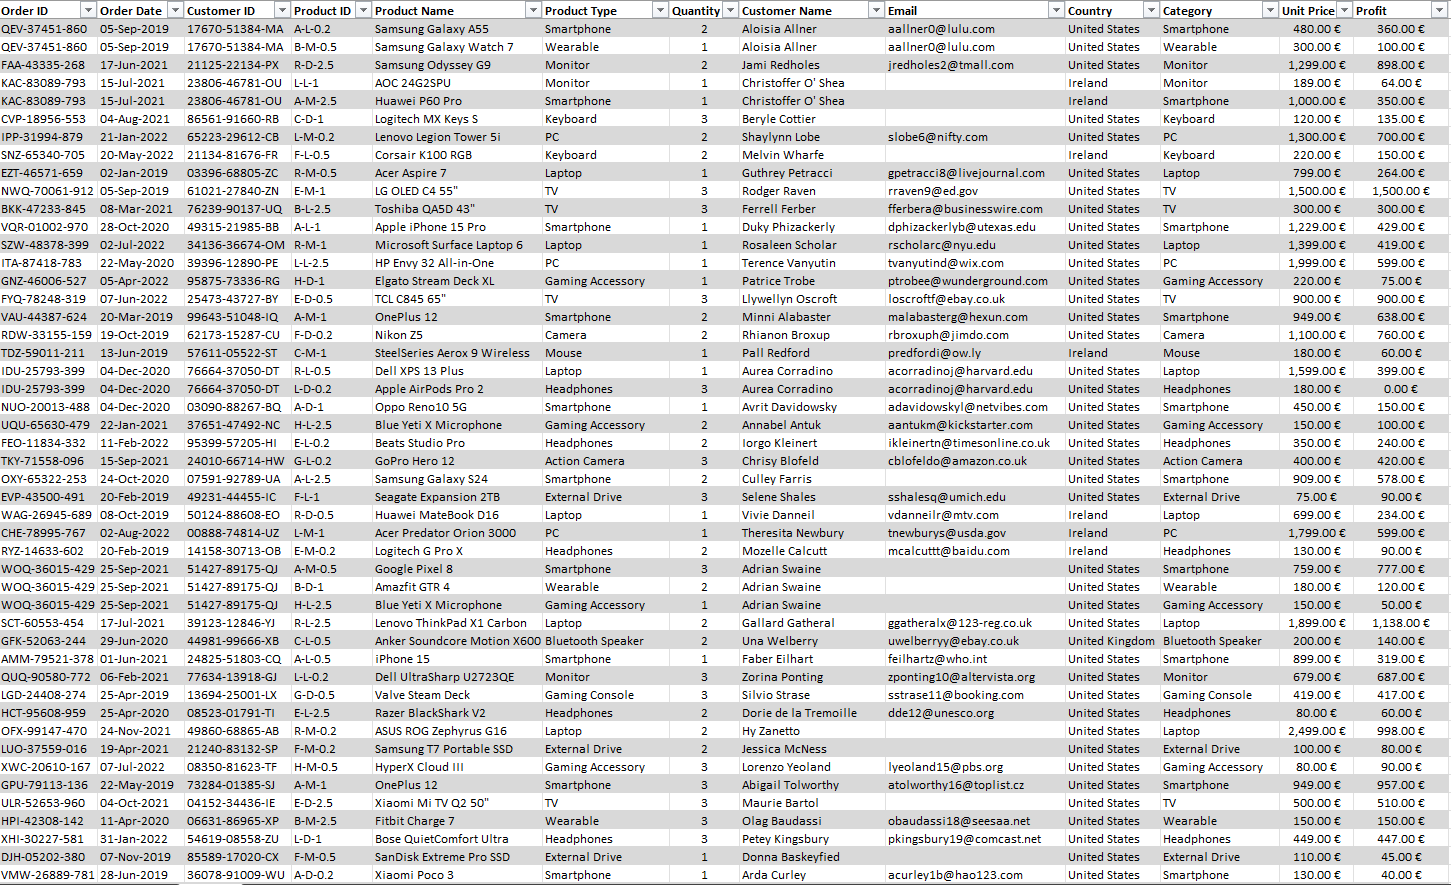 Order ID Order Date Customer ID Product ID Product Name Product Type Quantity Customer Name Email Country Category Unit Price Profit
QEV-37451-860 05-Sep-2019 17670-51384-MA A-L-0.2 Samsung Galaxy A55 Smartphone 2 Aloisia Allner aallner0@lulu.com United States Smartphone 480.00 € 360.00 €
QEV-37451-860 05-Sep-2019 17670-51384-MA B-M-0.5 Samsung Galaxy Watch 7 Wearable 1 Aloisia Allner aallner0@lulu.com United States Wearable 300.00 € 100.00 €
FAA-43335-268 17-Jun-2021 21125-22134-PX R-D-2.5 Samsung Odyssey G9 Monitor 2 Jami Redholes jredholes2@tmall.com United States Monitor 1,299.00 € 898.00 €
KAC-83089-793 15-Jul-2021 23806-46781-OU L-L-1 AOC 24G2SPU Monitor 1 Christoffer O' Shea Ireland Monitor 189.00 € 64.00 €
KAC-83089-793 15-Jul-2021 23806-46781-OU A-M-2.5 Huawei P60 Pro Smartphone 1 Christoffer O' Shea Ireland Smartphone 1,000.00 € 350.00 €
CVP-18956-553 04-Aug-2021 86561-91660-RB C-D-1 Logitech MX Keys S Keyboard 3 Beryle Cottier United States Keyboard 120.00 € 135.00 €
IPP-31994-879 21-Jan-2022 65223-29612-CB L-M-0.2 Lenovo Legion Tower 5i PC 2 Shaylynn Lobe slobe6@nifty.com United States PC 1,300.00 € 700.00 €
SNZ-65340-705 20-May-2022 21134-81676-FR F-L-0.5 Corsair K100 RGB Keyboard 2 Melvin Wharfe Ireland Keyboard 220.00 € 150.00 €
EZT-46571-659 02-Jan-2019 03396-68805-ZC R-M-0.5 Acer Aspire 7 Laptop 1 Guthrey Petracci gpetracci8@livejournal.com United States Laptop 799.00 € 264.00 €
NWQ-70061-912 05-Sep-2019 61021-27840-ZN E-M-1 LG OLED C4 55" TV 3 Rodger Raven rraven9@ed.gov United States TV 1,500.00 € 1,500.00 €
BKK-47233-845 08-Mar-2021 76239-90137-UQ B-L-2.5 Toshiba QA5D 43" TV 3 Ferrell Ferber fferbera@businesswire.com United States TV 300.00 € 300.00 €
VQR-01002-970 28-Oct-2020 49315-21985-BB A-L-1 Apple iPhone 15 Pro Smartphone 1 Duky Phizackerly dphizackerlyb@utexas.edu United States Smartphone 1,229.00 € 429.00 €
SZW-48378-399 02-Jul-2022 34136-36674-OM R-M-1 Microsoft Surface Laptop 6 Laptop 1 Rosaleen Scholar rscholarc@nyu.edu United States Laptop 1,399.00 € 419.00 €
ITA-87418-783 22-May-2020 39396-12890-PE L-L-2.5 HP Envy 32 All-in-One PC 1 Terence Vanyutin tvanyutind@wix.com United States PC 1,999.00 € 599.00 €
GNZ-46006-527 05-Apr-2022 95875-73336-RG H-D-1 Elgato Stream Deck XL Gaming Accessory 1 Patrice Trobe ptrobee@wunderground.com United States Gaming Accessory 220.00 € 75.00 €
FYQ-78248-319 07-Jun-2022 25473-43727-BY E-D-0.5 TCL C845 65" TV 3 Llywellyn Oscroft loscroftf@ebay.co.uk United States TV 900.00 € 900.00 €
VAU-44387-624 20-Mar-2019 99643-51048-IQ A-M-1 OnePlus 12 Smartphone 2 Minni Alabaster malabasterg@hexun.com United States Smartphone 949.00 € 638.00 €
RDW-33155-159 19-Oct-2019 62173-15287-CU F-D-0.2 Nikon Z5 Camera 2 Rhianon Broxup rbroxuph@jimdo.com United States Camera 1,100.00 € 760.00 €
TDZ-59011-211 13-Jun-2019 57611-05522-ST C-M-1 SteelSeries Aerox 9 Wireless Mouse 1 Pall Redford predfordi@ow.ly Ireland Mouse 180.00 € 60.00 €
IDU-25793-399 04-Dec-2020 76664-37050-DT R-L-0.5 Dell XPS 13 Plus Laptop 1 Aurea Corradino acorradinoj@harvard.edu United States Laptop 1,599.00 € 399.00 €
IDU-25793-399 04-Dec-2020 76664-37050-DT L-D-0.2 Apple AirPods Pro 2 Headphones 3 Aurea Corradino acorradinoj@harvard.edu United States Headphones 180.00 € 0.00 €
NUO-20013-488 04-Dec-2020 03090-88267-BQ A-D-1 Oppo Reno10 5G Smartphone 1 Avrit Davidowsky adavidowskyl@netvibes.com United States Smartphone 450.00 € 150.00 €
UQU-65630-479 22-Jan-2021 37651-47492-NC H-L-2.5 Blue Yeti X Microphone Gaming Accessory 2 Annabel Antuk aantukm@kickstarter.com United States Gaming Accessory 150.00 € 100.00 €
FEO-11834-332 11-Feb-2022 95399-57205-HI E-L-0.2 Beats Studio Pro Headphones 2 Iorgo Kleinert ikleinertn@timesonline.co.uk United States Headphones 350.00 € 240.00 €
TKY-71558-096 15-Sep-2021 24010-66714-HW G-L-0.2 GoPro Hero 12 Action Camera 3 Chrisy Blofeld cblofeldo@amazon.co.uk United States Action Camera 400.00 € 420.00 €
OXY-65322-253 24-Oct-2020 07591-92789-UA A-L-2.5 Samsung Galaxy S24 Smartphone 2 Culley Farris United States Smartphone 909.00 € 578.00 €
EVP-43500-491 20-Feb-2019 49231-44455-IC F-L-1 Seagate Expansion 2TB External Drive 3 Selene Shales sshalesq@umich.edu United States External Drive 75.00 € 90.00 €
WAG-26945-689 08-Oct-2019 50124-88608-EO R-D-0.5 Huawei MateBook D16 Laptop 1 Vivie Danneil vdanneilr@mtv.com Ireland Laptop 699.00 € 234.00 €
CHE-78995-767 02-Aug-2022 00888-74814-UZ L-M-1 Acer Predator Orion 3000 PC 1 Theresita Newbury tnewburys@usda.gov Ireland PC 1,799.00 € 599.00 €
RYZ-14633-602 20-Feb-2019 14158-30713-OB E-M-0.2 Logitech G Pro X Headphones 2 Mozelle Calcutt mcalcuttt@baidu.com Ireland Headphones 130.00 € 90.00 €
WOQ-36015-429 25-Sep-2021 51427-89175-QJ A-M-0.5 Google Pixel 8 Smartphone 3 Adrian Swaine United States Smartphone 759.00 € 777.00 €
WOQ-36015-429 25-Sep-2021 51427-89175-QJ B-D-1 Amazfit GTR 4 Wearable 2 Adrian Swaine United States Wearable 180.00 € 120.00 €
WOQ-36015-429 25-Sep-2021 51427-89175-QJ H-L-2.5 Blue Yeti X Microphone Gaming Accessory 1 Adrian Swaine United States Gaming Accessory 150.00 € 50.00 €
SCT-60553-454 17-Jul-2021 39123-12846-YJ R-L-2.5 Lenovo ThinkPad X1 Carbon Laptop 2 Gallard Gatheral ggatheralx@123-reg.co.uk United States Laptop 1,899.00 € 1,138.00 €
GFK-52063-244 29-Jun-2020 44981-99666-XB C-L-0.5 Anker Soundcore Motion X600 Bluetooth Speaker 2 Una Welberry uwelberryy@ebay.co.uk United Kingdom Bluetooth Speaker 200.00 € 140.00 €
AMM-79521-378 01-Jun-2021 24825-51803-CQ A-L-0.5 iPhone 15 Smartphone 1 Faber Eilhart feilhartz@who.int United States Smartphone 899.00 € 319.00 €
QUQ-90580-772 06-Feb-2021 77634-13918-GJ L-L-0.2 Dell UltraSharp U2723QE Monitor 3 Zorina Ponting zponting10@altervista.org United States Monitor 679.00 € 687.00 €
LGD-24408-274 25-Apr-2019 13694-25001-LX G-D-0.5 Valve Steam Deck Gaming Console 3 Silvio Strase sstrase11@booking.com United States Gaming Console 419.00 € 417.00 €
HCT-95608-959 25-Apr-2020 08523-01791-TI E-L-2.5 Razer BlackShark V2 Headphones 2 Dorie de la Tremoille dde12@unesco.org United States Headphones 80.00 € 60.00 €
OFX-99147-470 24-Nov-2021 49860-68865-AB R-M-0.2 ASUS ROG Zephyrus G16 Laptop 2 Hy Zanetto United States Laptop 2,499.00 € 998.00 €
LUO-37559-016 19-Apr-2021 21240-83132-SP F-M-0.2 Samsung T7 Portable SSD External Drive 2 Jessica McNess United States External Drive 100.00 € 80.00 €
XWC-20610-167 07-Jul-2022 08350-81623-TF H-M-0.5 HyperX Cloud III Gaming Accessory 3 Lorenzo Yeoland lyeoland15@pbs.org United States Gaming Accessory 80.00 € 90.00 €
GPU-79113-136 22-May-2019 73284-01385-SJ A-M-1 OnePlus 12 Smartphone 3 Abigail Tolworthy atolworthy16@toplist.cz United States Smartphone 949.00 € 957.00 €
ULR-52653-960 04-Oct-2021 04152-34436-IE E-D-2.5 Xiaomi Mi TV Q2 50" TV 3 Maurie Bartol United States TV 500.00 € 510.00 €
HPI-42308-142 11-Apr-2020 06631-86965-XP B-M-2.5 Fitbit Charge 7 Wearable 3 Olag Baudassi obaudassi18@seesaa.net United States Wearable 150.00 € 150.00 €
XHI-30227-581 31-Jan-2022 54619-08558-ZU L-D-1 Bose QuietComfort Ultra Headphones 3 Petey Kingsbury pkingsbury19@comcast.net United States Headphones 449.00 € 447.00 €
DJH-05202-380 07-Nov-2019 85589-17020-CX F-M-0.5 SanDisk Extreme Pro SSD External Drive 1 Donna Baskeyfied United States External Drive 110.00 € 45.00 €
VMW-26889-781 28-Jun-2019 36078-91009-WU A-D-0.2 Xiaomi Poco 3 Smartphone 1 Arda Curley acurley1b@hao123.com United States Smartphone 130.00 € 40.00 €